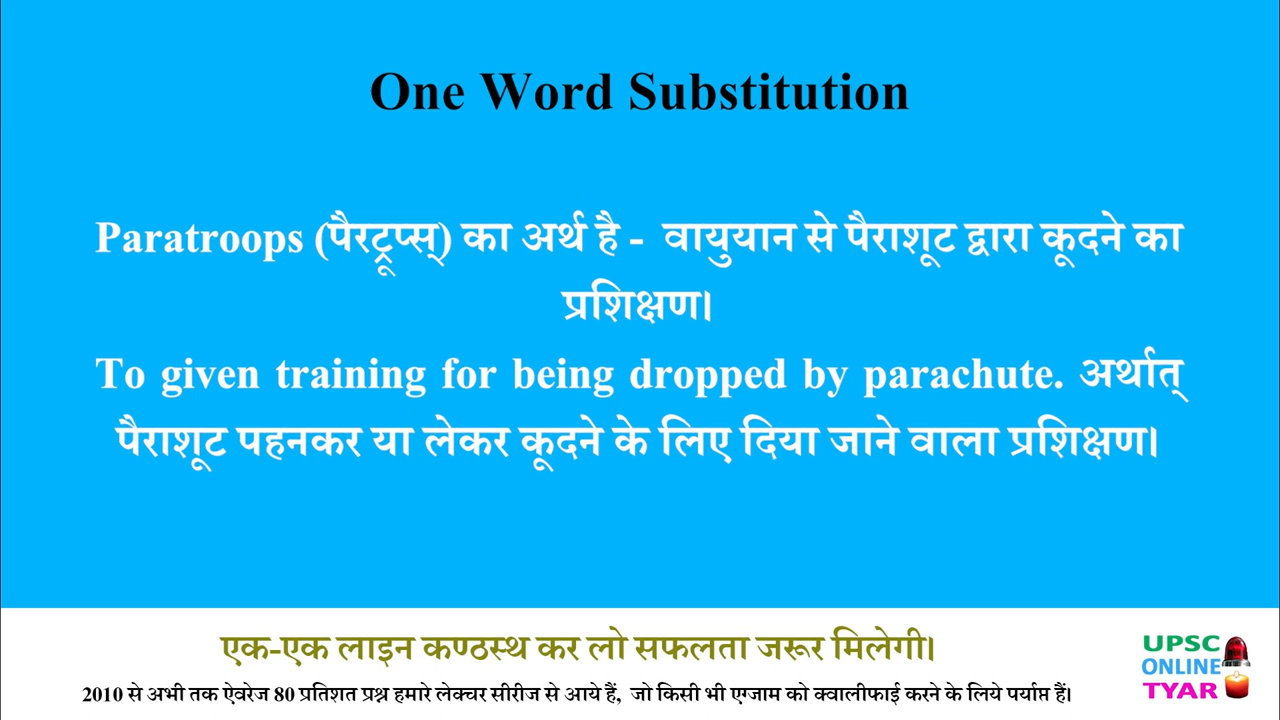 One Word Substitution
Paratroops (पैरट्रूप्स्) का अर्थ है - वायुयान से पैराशूट द्वारा कूदने का
प्रशिक्षण।
To given training for being dropped by parachute. अर्थात्
पैराशूट पहनकर या लेकर कूदने के लिए दिया जाने वाला प्रशिक्षण।
एक-एक लाइन कण्ठस्थ कर लो सफलता जरूर मिलेगी।
2010 से अभी तक ऐवरेज 80 प्रतिशत प्रश्न हमारे लेक्चर सीरीज से आये हैं, जो किसी भी एग्जाम को क्वालीफाई करने के लिये पर्याप्त हैं।
UPSC
ONLINE
TYAR